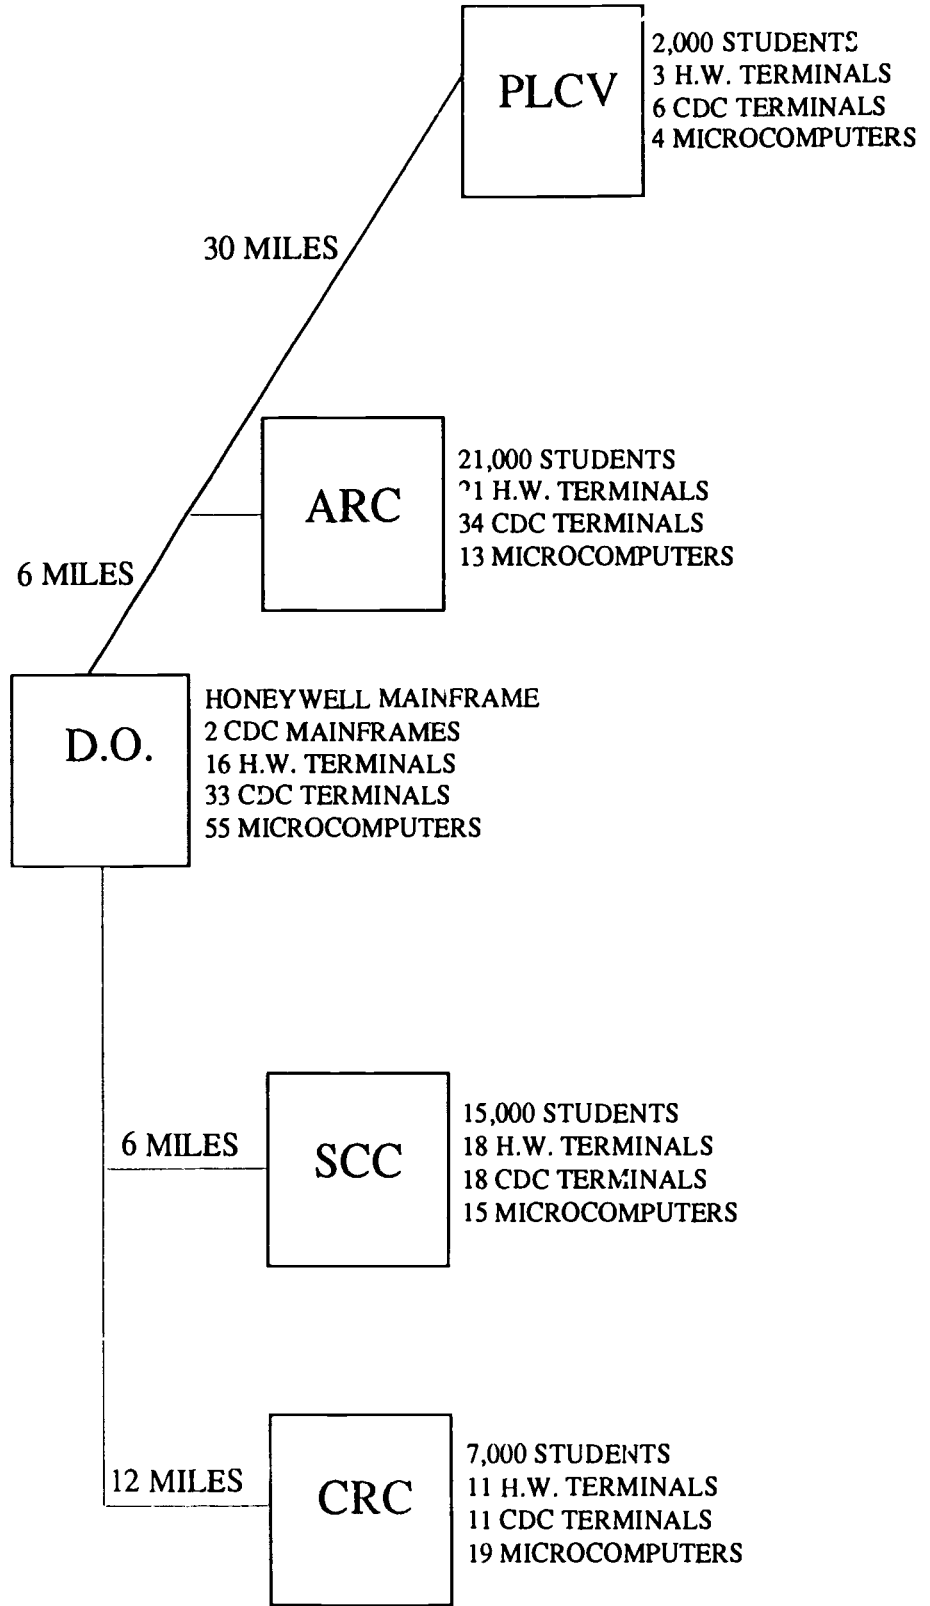 PLCV
2,000 STUDENTS
3 H.W. TERMINALS
6 CDC TERMINALS
4 MICROCOMPUTERS
30 MILES
ARC
21,000 STUDENTS
H.W. TERMINALS
34 CDC TERMINALS
13 MICROCOMPUTERS
6 MILES
D.O.
HONEYWELL MAINFRAME
2 CDC MAINFRAMES
16 H.W. TERMINALS
33 CDC TERMINALS
55 MICROCOMPUTERS
6 MILES
SCC
15,000 STUDENTS
18 H.W. TERMINALS
18 CDC TERMINALS
15 MICROCOMPUTERS
12 MILES
CRC
7,000 STUDENTS
11 H.W. TERMINALS
11 CDC TERMINALS
19 MICROCOMPUTERS